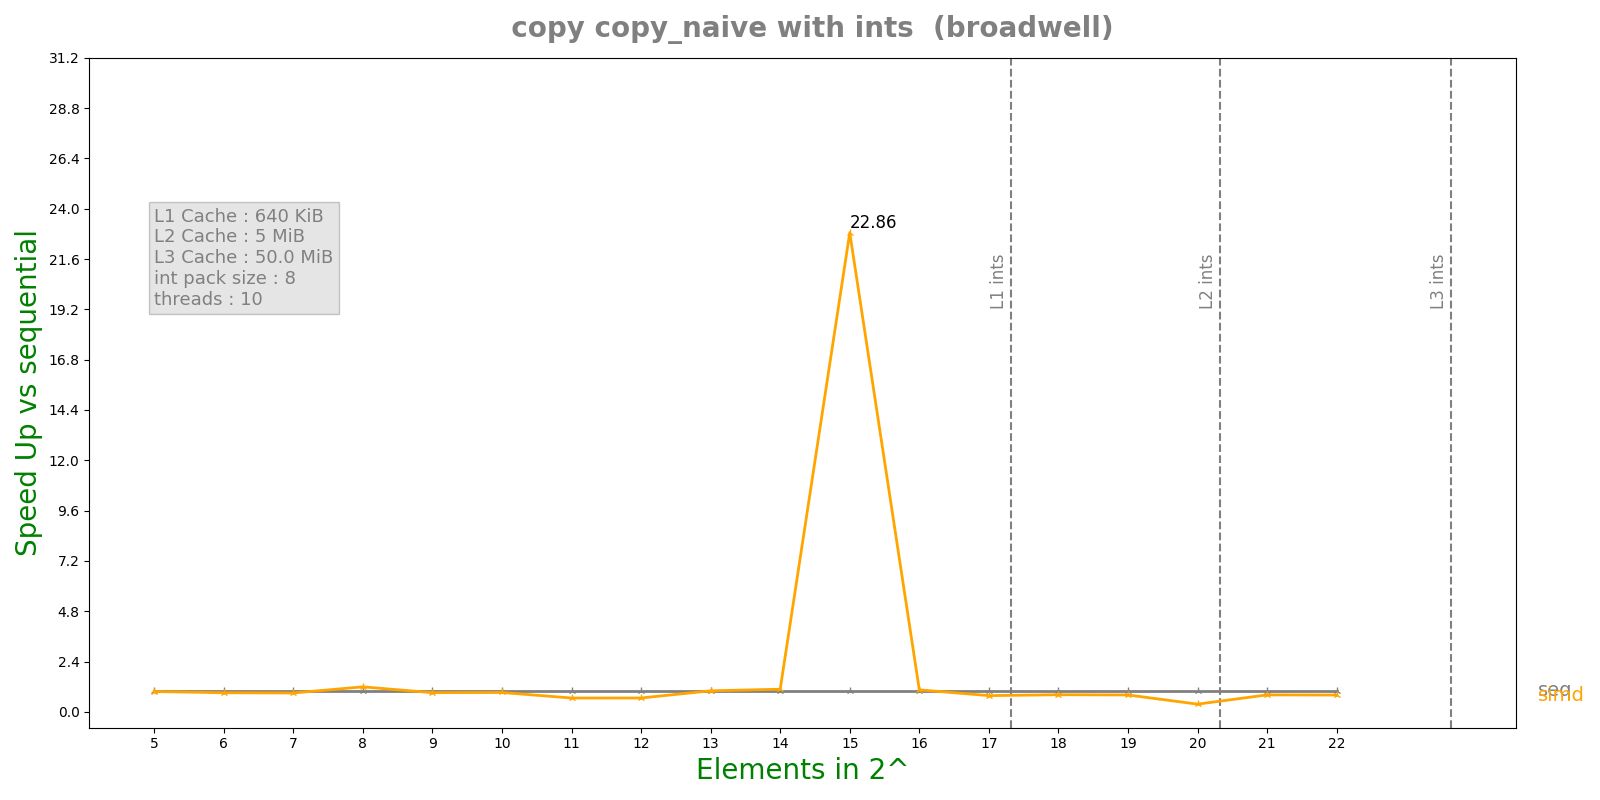 copy copy_naive with ints (broadwell)
31.2
28.8
26.4
24.0
21.6
19.2
16.8
14.4
12.0
9.6
7.2
4.8
2.4
0.0
Speed Up vs sequential
L1 Cache : 640 KiB
L2 Cache : 5 MiB
L3 Cache : 50.0 MiB
int pack size : 8
threads : 10
22.86
L1 ints
L2 ints
L3 ints
seq
simd
5 6 7 8 9 10 11 12 13 14 15 16 17 18 19 20 21 22
Elements in 2^